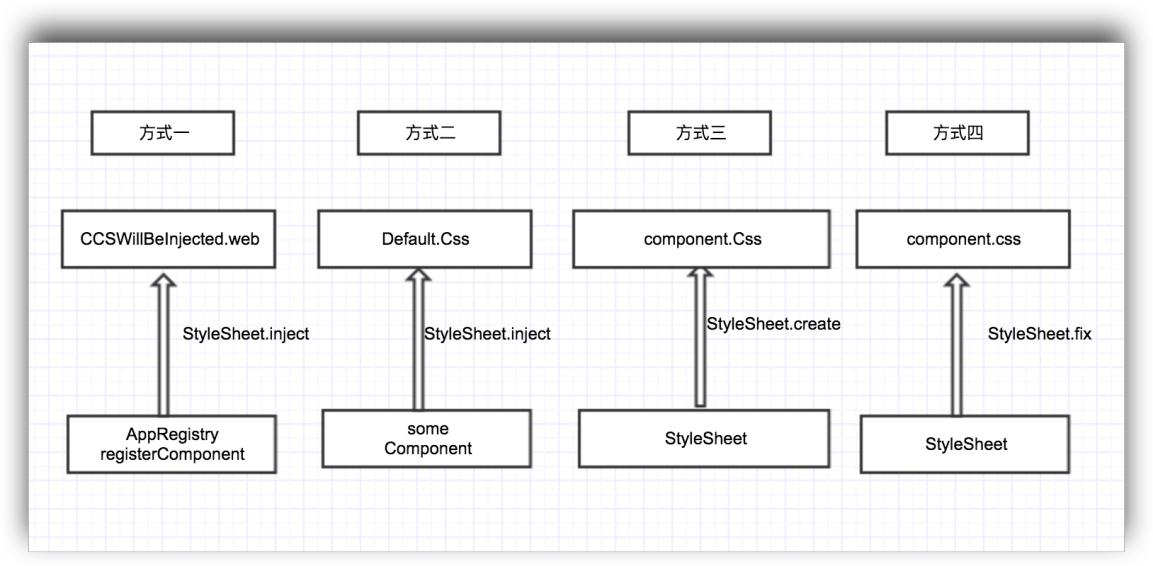 方式一
方式二
方式三
方式四
CCSWillBeInjected.web
Default.Css
component.Css
component.css
StyleSheet.inject
StyleSheet.inject
StyleSheet.create
StyleSheet.fix
AppRegistry
registerComponent
some
Component
StyleSheet
StyleSheet